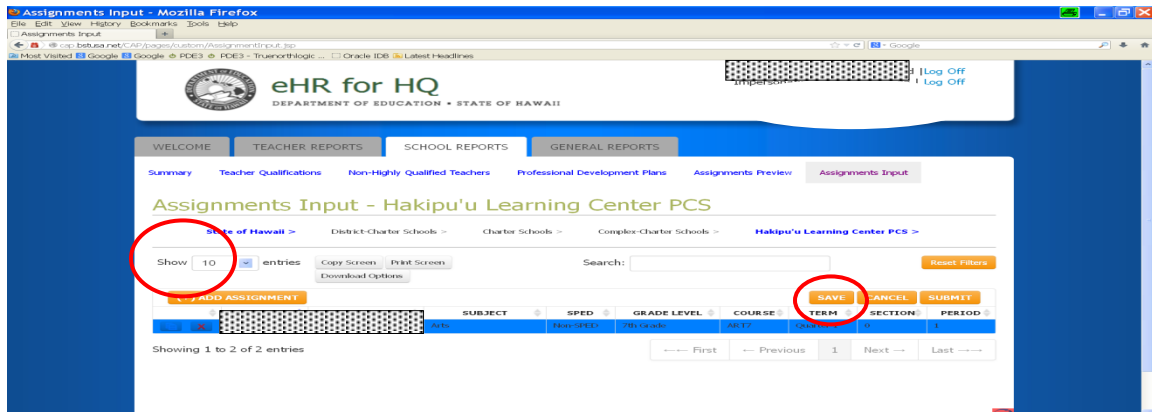 Assignments Input - Mozilla Firefox
File Edit View History Bookmarks Tools Help
Assignments Input +
cap.bstusa.net/CAP/pages/custom/AssignmentInput.jsp Google
Most Visited Google Google PDE3 PDE3 - Truenorthlogic ... Oracle IDB Latest Headlines
|Log Off
Log Off
eHR for HQ
DEPARTMENT OF EDUCATION • STATE OF HAWAII
WELCOME TEACHER REPORTS SCHOOL REPORTS GENERAL REPORTS
Summary Teacher Qualifications Non-Highly Qualified Teachers Professional Development Plans Assignments Preview Assignments Input
Assignments Input - Hakipu'u Learning Center PCS
State of Hawaii > District-Charter Schools > Charter Schools > Complex-Charter Schools > Hakipu'u Learning Center PCS >
Show 10 entries Copy Screen Print Screen Search: Reset Filters
Download Options
ADD ASSIGNMENT SAVE CANCEL SUBMIT
SUBJECT SPED GRADE LEVEL COURSE TERM SECTION PERIOD
Arts Non-SPED 7th Grade ART7 0 1
Showing 1 to 2 of 2 entries ←— First ← Previous 1 Next → Last —→